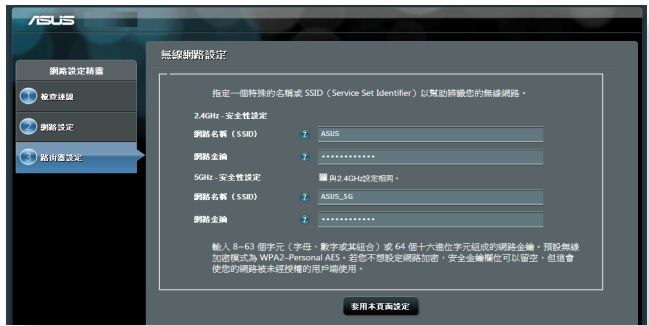 ASUS
無線網路設定
網路設定精靈
1 檢查連線
2 網路設定
3 路由器設定
指定一個特殊的名稱或 SSID（Service Set Identifier）以幫助辨識您的無線網路。
2.4GHz - 安全性設定
網路名稱（SSID） ? ASUS
網路金鑰 ? ••••••••••••
5GHz - 安全性設定 與2.4GHz設定相同。
網路名稱（SSID） ? ASUS_5G
網路金鑰 ? ••••••••••••
輸入 8~63 個字元（字母、數字或其組合）或 64 個十六進位字元組成的網路金鑰。預設無線
加密模式為 WPA2-Personal AES。若您不想設定網路加密，安全金鑰欄位可以留空，但這會
使您的網路被未經授權的用戶端使用。
套用本頁面設定